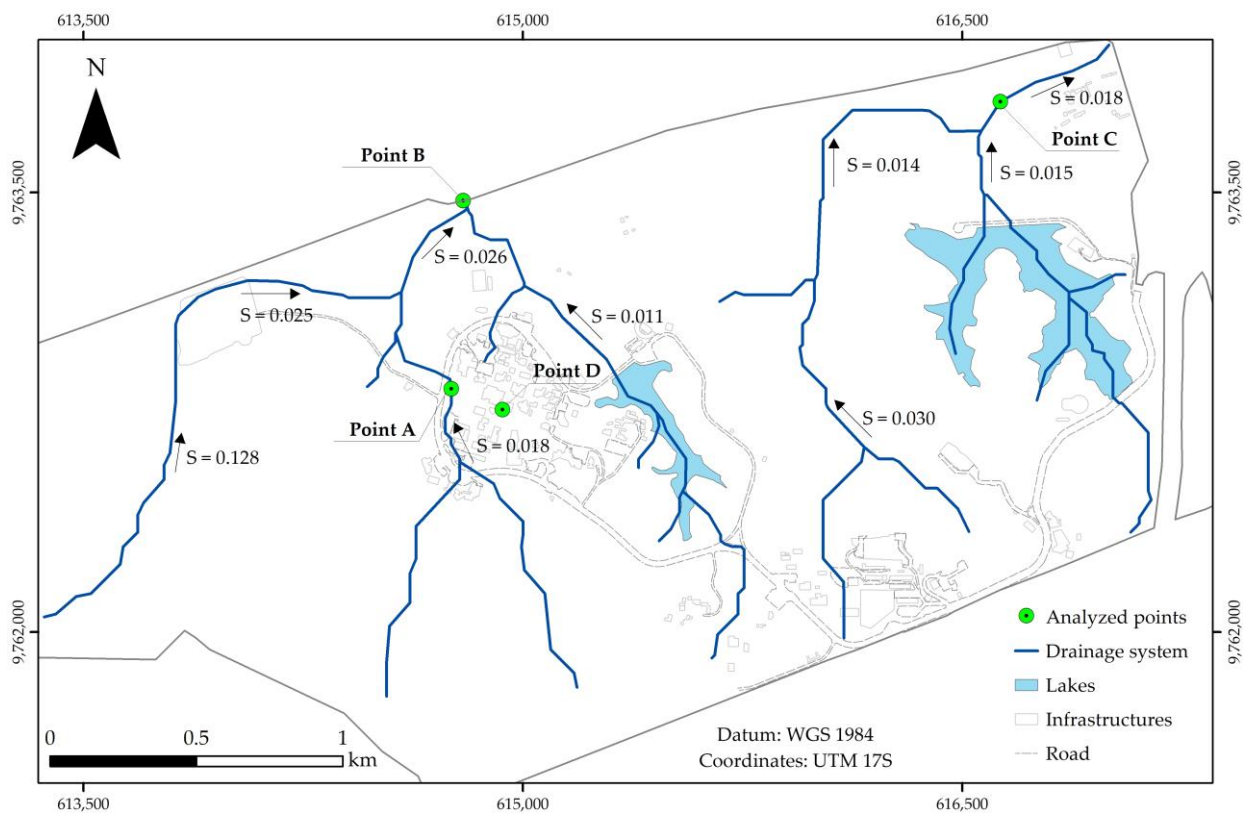 613,500
615,000
616,500
N
S = 0.018
Point C
Point B
S = 0.014
S = 0.015
9,763,500
9,763,500
S = 0.026
S = 0.025
S = 0.011
Point D
Point A
S = 0.018
S = 0.030
S = 0.128
Analyzed points
9,762,000
9,762,000
Drainage system
Lakes
Infrastructures
Road
0
0.5
1
km
Datum: WGS 1984
Coordinates: UTM 17S
613,500
615,000
616,500